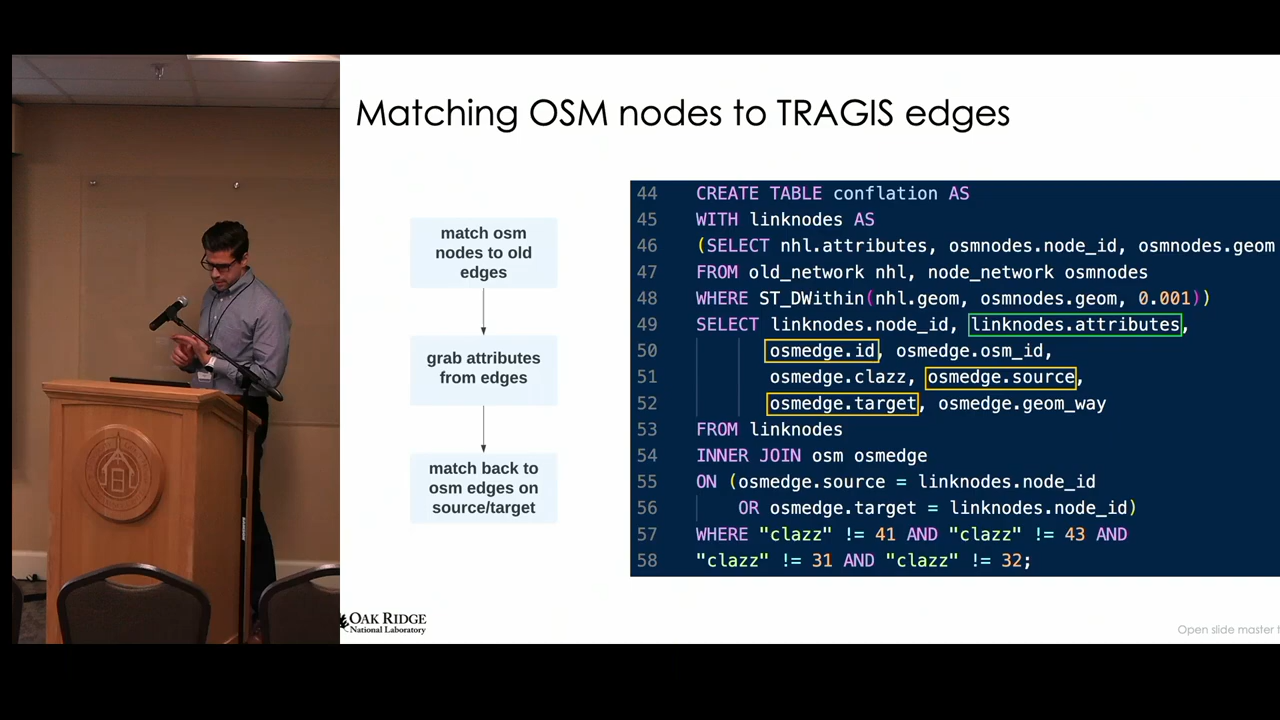 Matching OSM nodes to TRAGIS edges
match osm
nodes to old
edges
grab attributes
from edges
match back to
osm edges on
source/target
44 CREATE TABLE conflation AS
45 WITH linknodes AS
46 (SELECT nhl.attributes, osmnodes.node_id, osmnodes.geom
47 FROM old_network nhl, node_network osmnodes
48 WHERE ST_DWithin(nhl.geom, osmnodes.geom, 0.001))
49 SELECT linknodes.node_id, linknodes.attributes,
50 osmedge.id, osmedge.osm_id,
51 osmedge.clazz, osmedge.source,
52 osmedge.target, osmedge.geom_way
53 FROM linknodes
54 INNER JOIN osm osmedge
55 ON (osmedge.source = linknodes.node_id
56 OR osmedge.target = linknodes.node_id)
57 WHERE "clazz" != 41 AND "clazz" != 43 AND
58 "clazz" != 31 AND "clazz" != 32;
OAK RIDGE
National Laboratory
Open slide master t